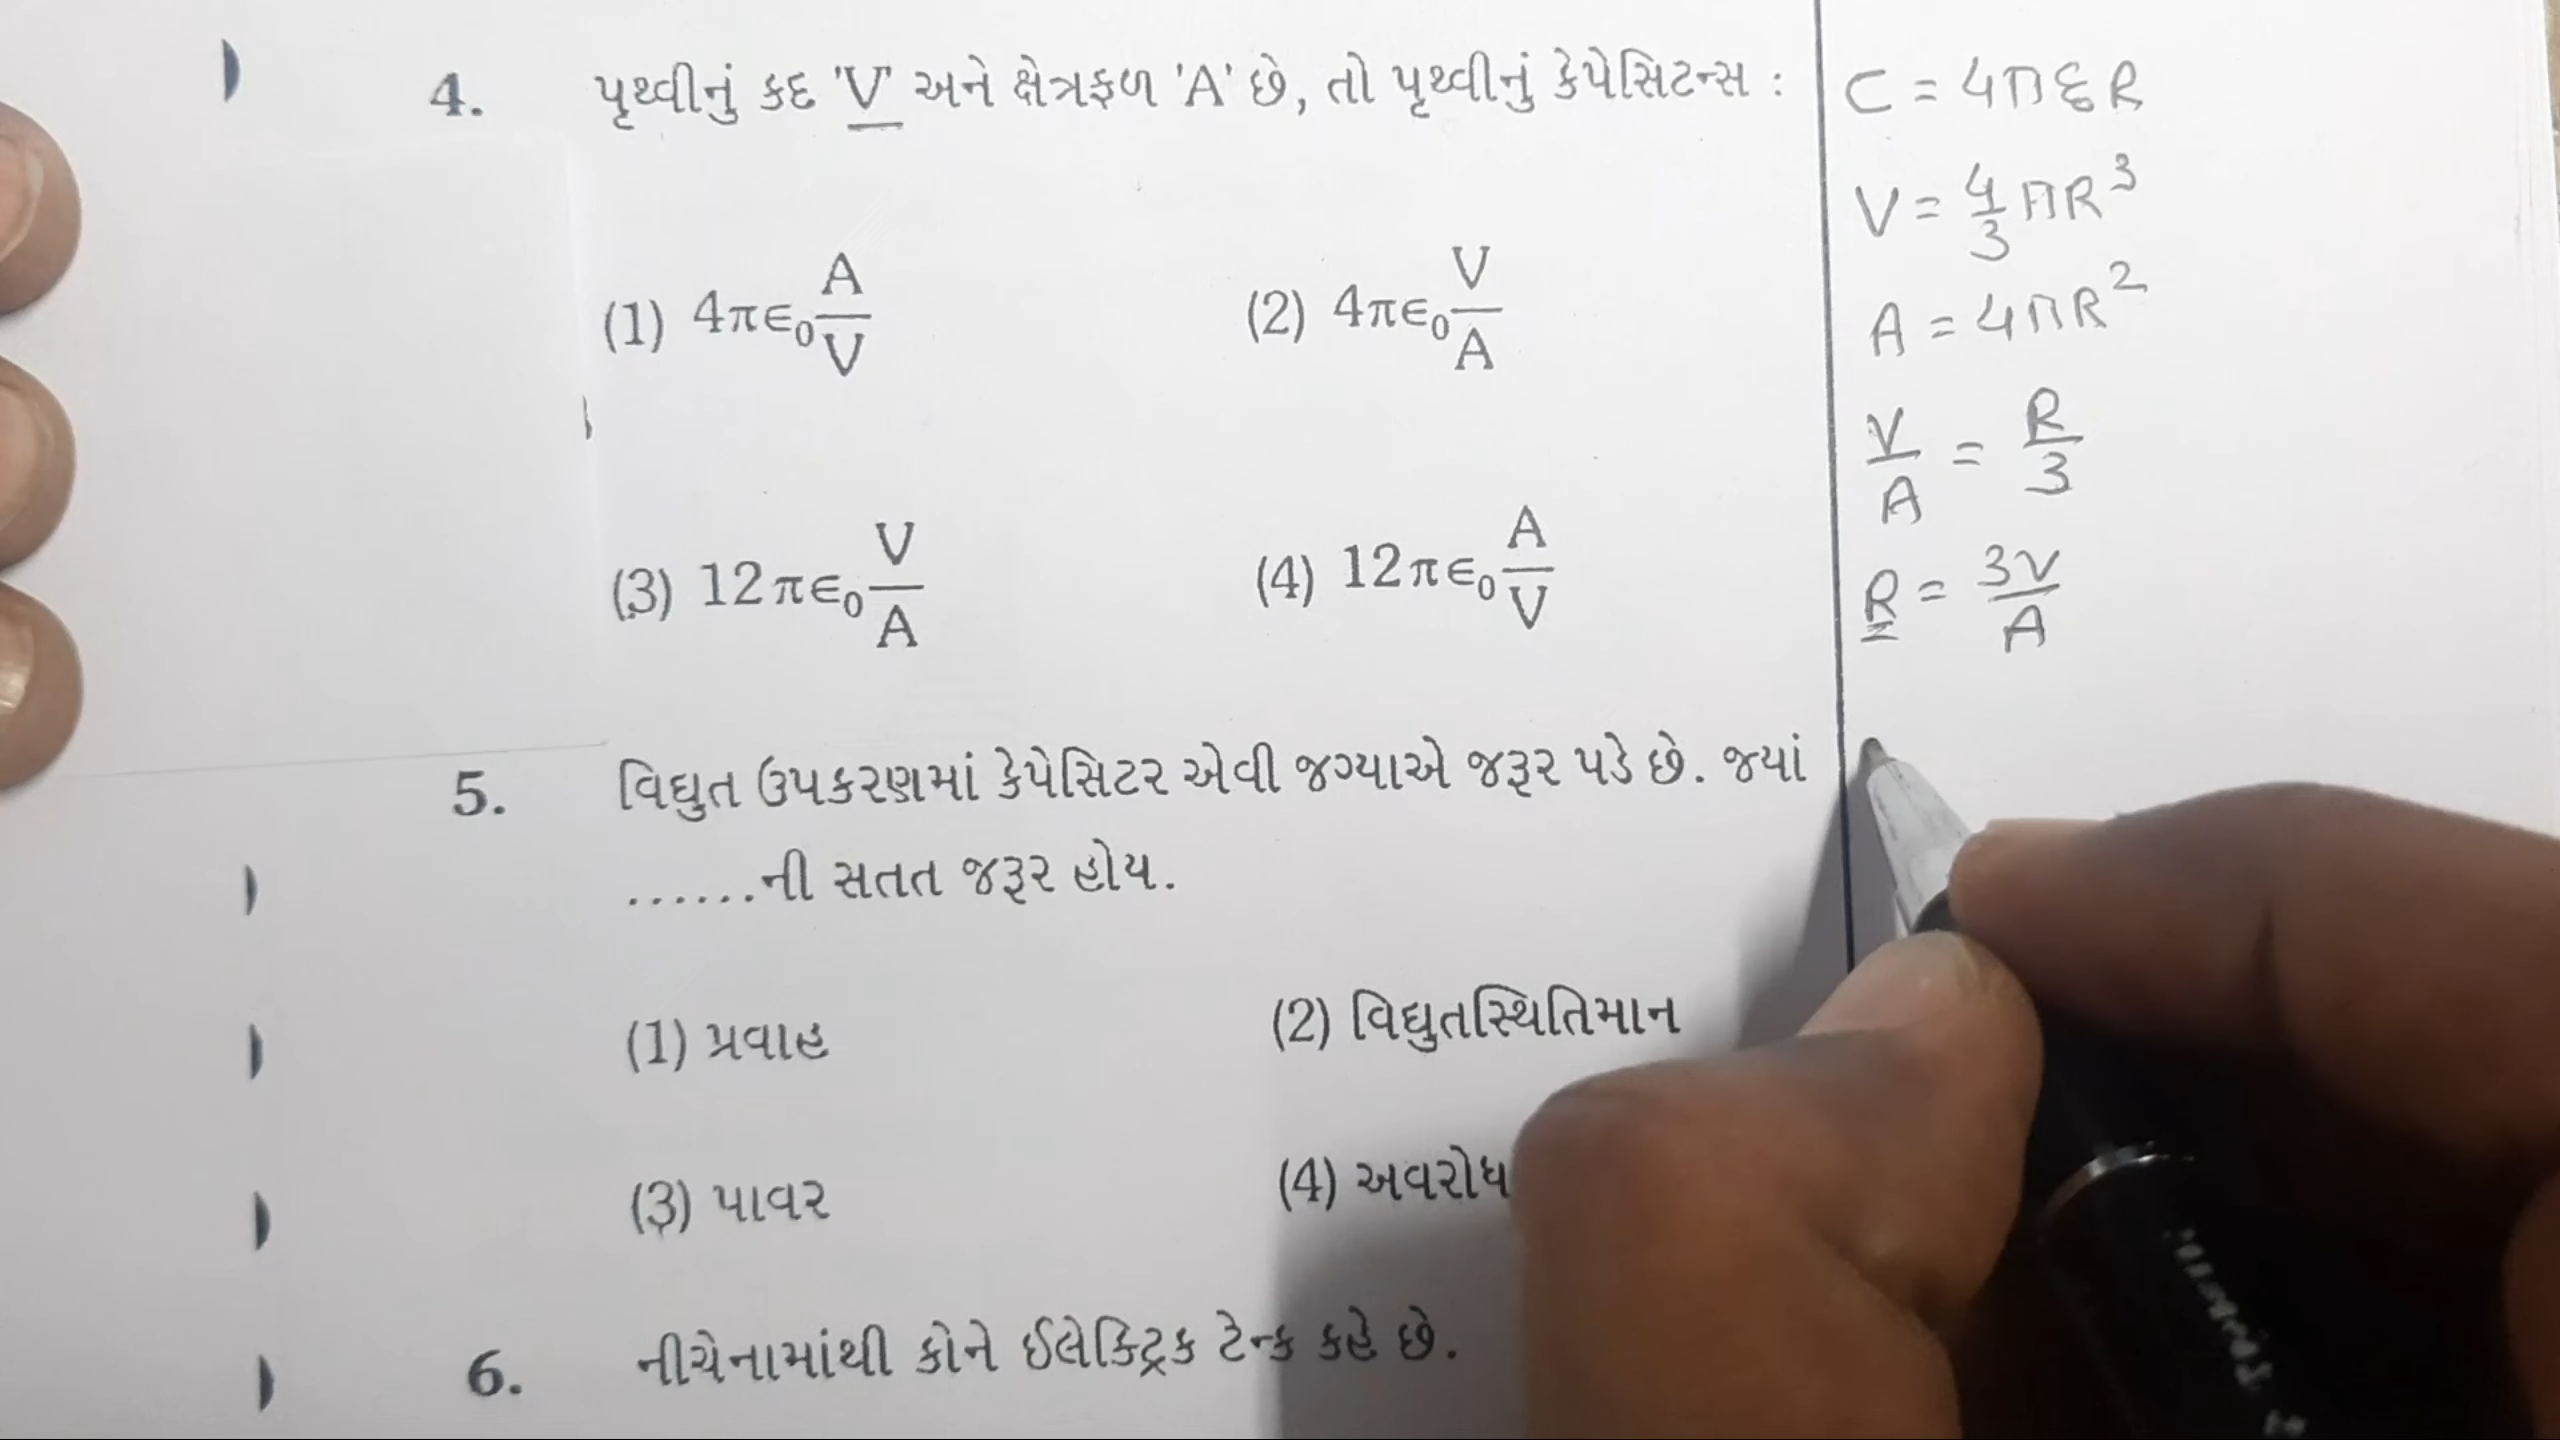 4. પૃથ્વીનું કદ 'V' અને ક્ષેત્રફળ 'A' છે, તો પૃથ્વીનું કેપેસિટન્સ :
(1) 4π∈₀ A/V
(2) 4π∈₀ V/A
(3) 12π∈₀ V/A
(4) 12π∈₀ A/V
C = 4πεR
V = 4/3 πR³
A = 4πR²
V/A = R/3
R = 3V/A
5. વિદ્યુત ઉપકરણમાં કેપેસિટર એવી જગ્યાએ જરૂર પડે છે. જ્યાં
......ની સતત જરૂર હોય.
(1) પ્રવાહ
(2) વિદ્યુતસ્થિતિમાન
(3) પાવર
(4) અવરોધ
6. નીચેનામાંથી કોને ઈલેક્ટ્રિક ટેન્ક કહે છે.